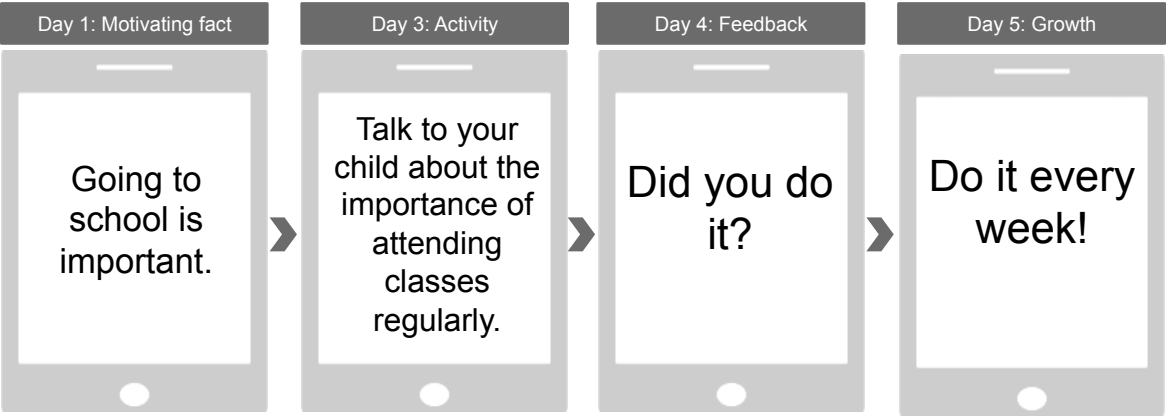 Day 1: Motivating fact
Going to
school is
important.
Day 3: Activity
Talk to your
child about the
importance of
attending
classes
regularly.
Day 4: Feedback
Did you do
it?
Day 5: Growth
Do it every
week!